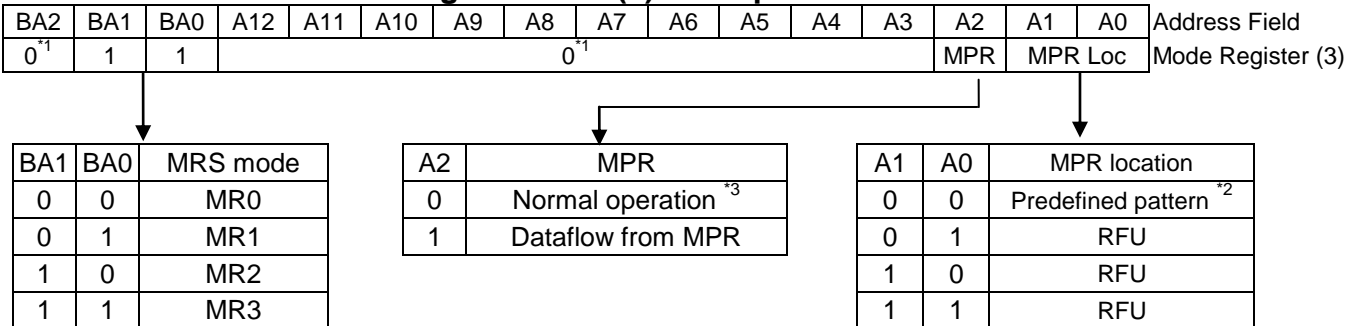 BA2 BA1 BA0 A12 A11 A10 A9 A8 A7 A6 A5 A4 A3 A2 A1 A0 Address Field
0*1 1 1 0*1 MPR MPR Loc Mode Register (3)
BA1 BA0 MRS mode
0 0 MR0
0 1 MR1
1 0 MR2
1 1 MR3
A2 MPR
0 Normal operation *3
1 Dataflow from MPR
A1 A0 MPR location
0 0 Predefined pattern *2
0 1 RFU
1 0 RFU
1 1 RFU